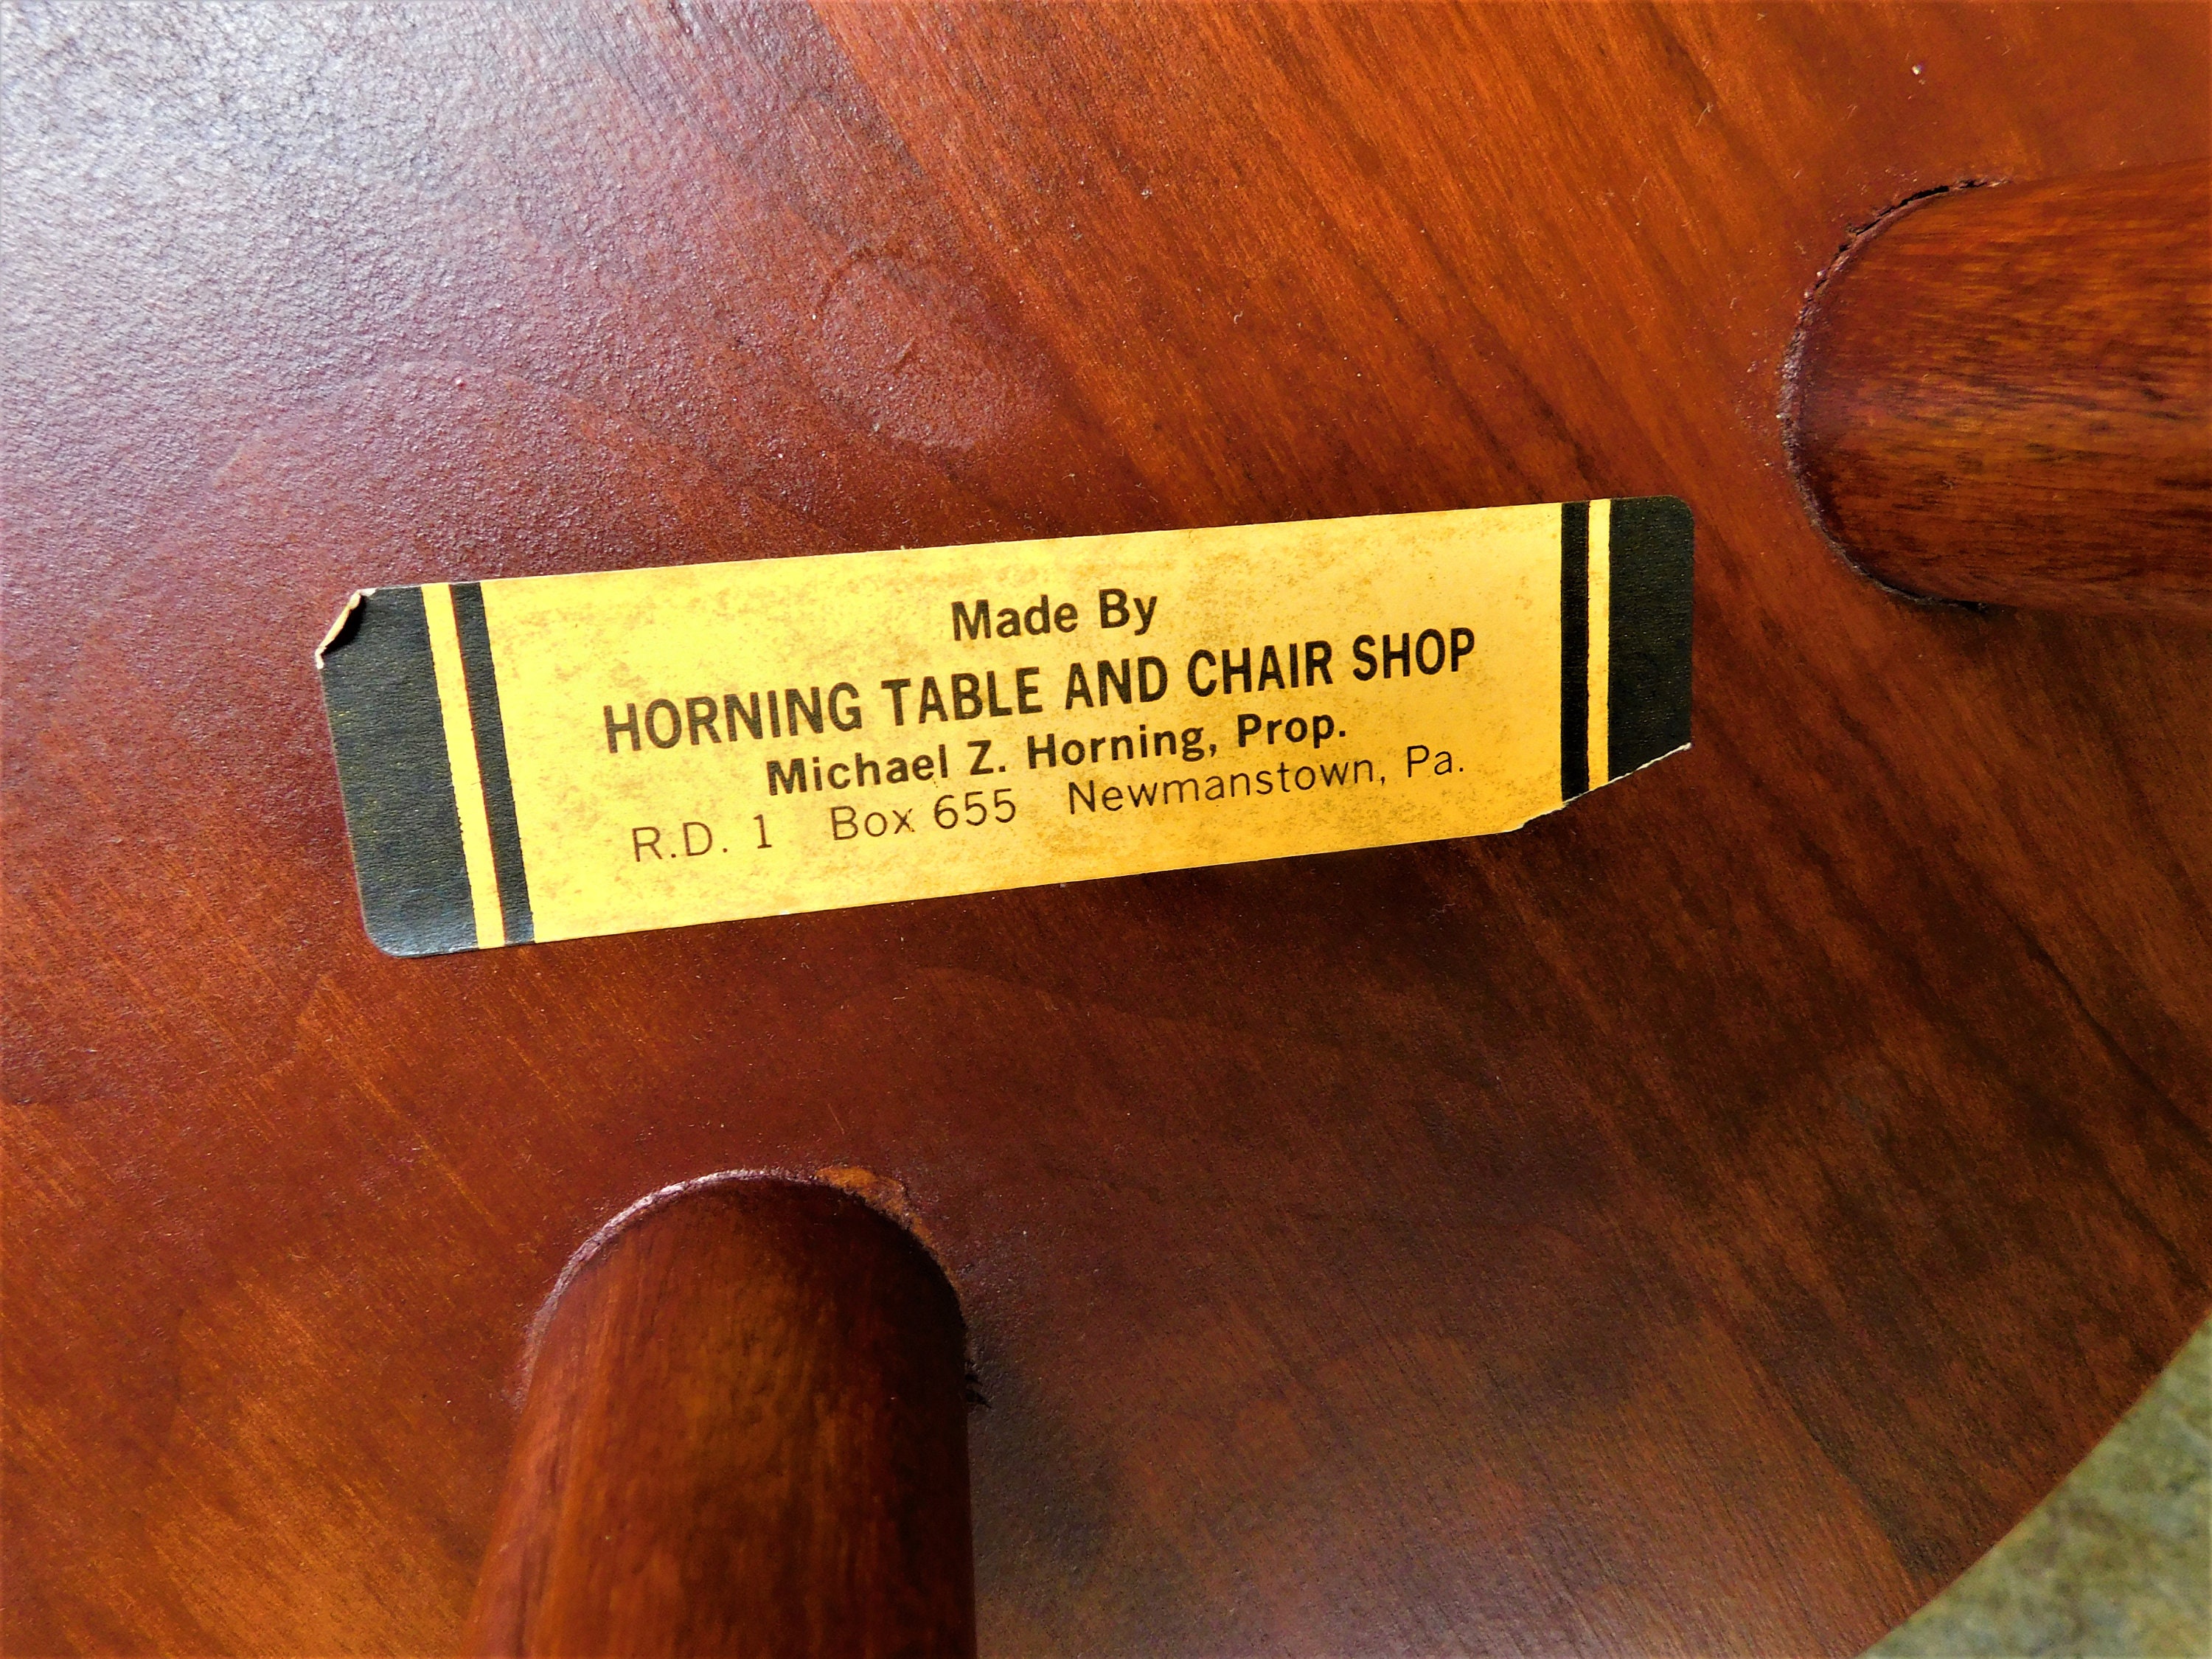 Made By
HORNING TABLE AND CHAIR SHOP
Michael Z. Horning, Prop.
R.D. 1 Box 655 Newmanstown, Pa.